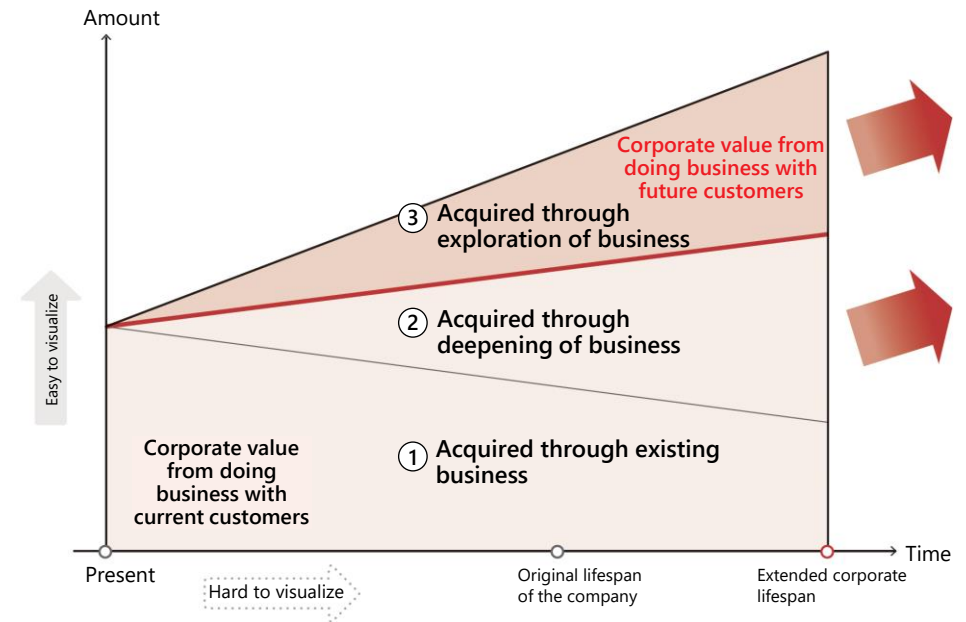 Amount
Corporate value from
doing business with
future customers
3 Acquired through
exploration of business
2 Acquired through
deepening of business
Easy to visualize
1 Acquired through existing
business
Corporate value
from doing
business with
current customers
Time
Present
Hard to visualize
Original lifespan
of the company
Extended corporate
lifespan